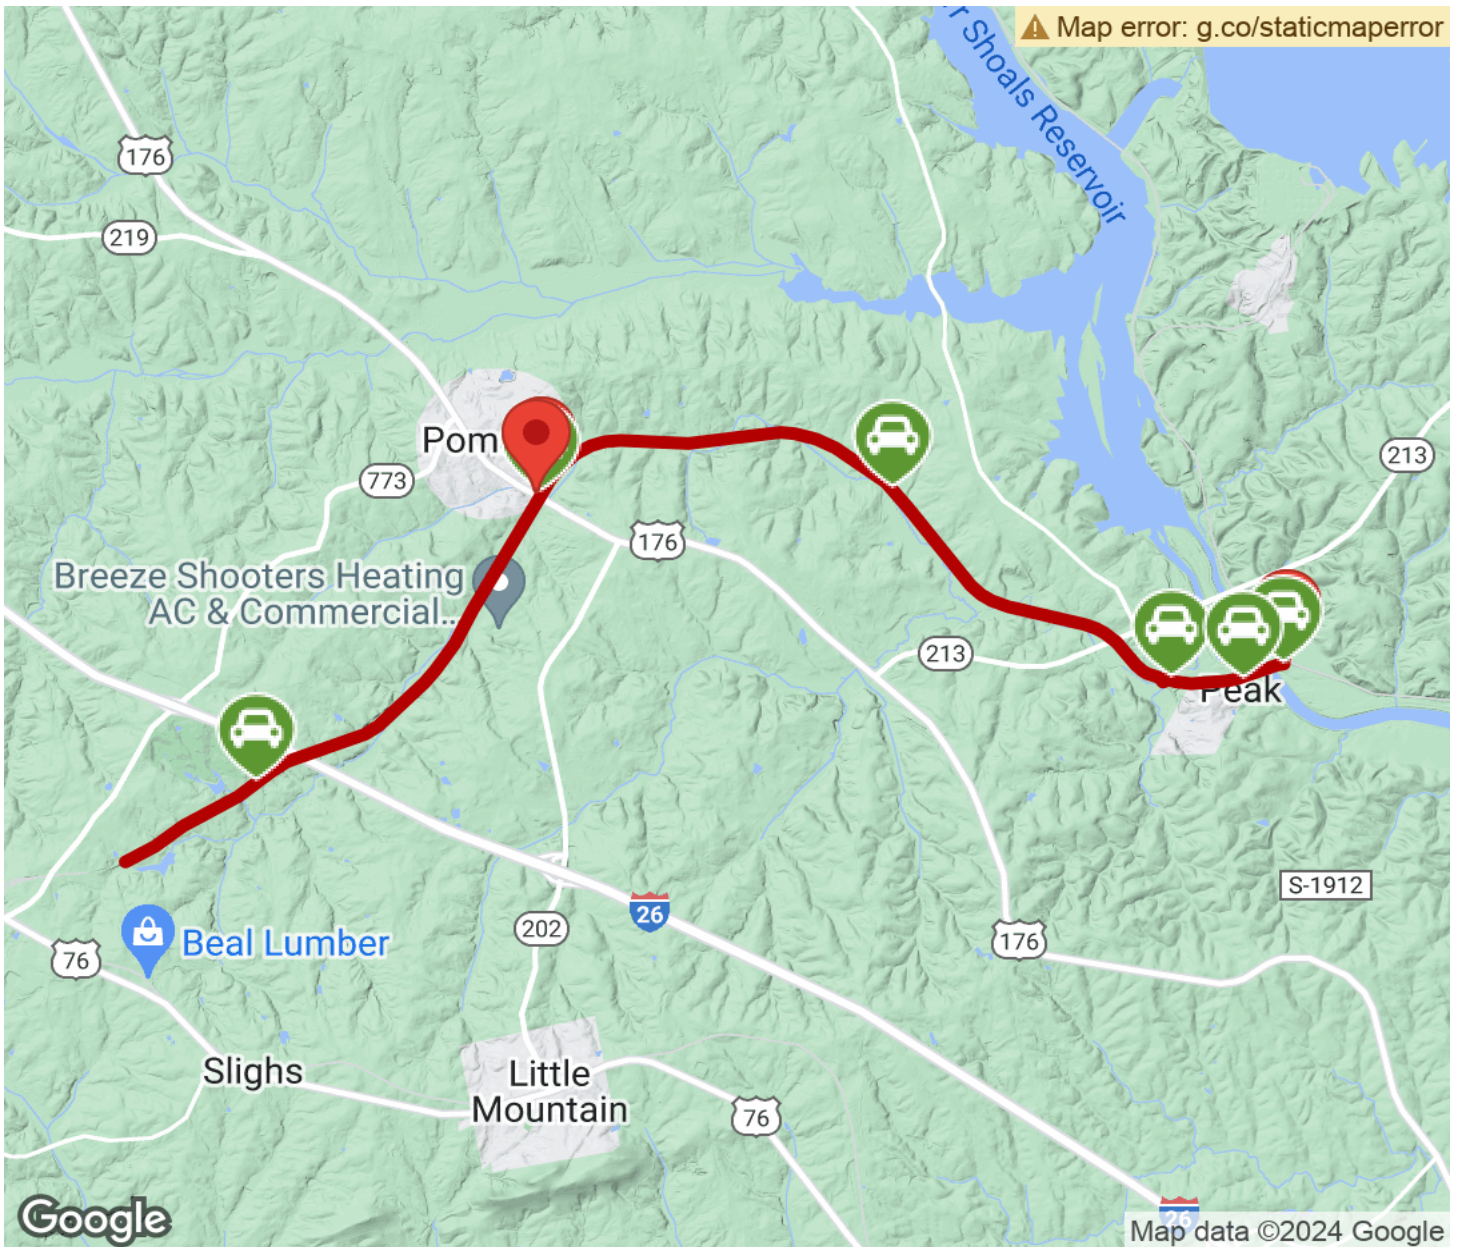 Map error: g.co/staticmaperror
r Shoals Reservoir
176
219
Pom
773
213
176
Breeze Shooters Heating
AC & Commercial...
213
Peak
S-1912
26
202
176
Beal Lumber
76
Slighs
Little
Mountain
76
26
Google
Map data ©2024 Google